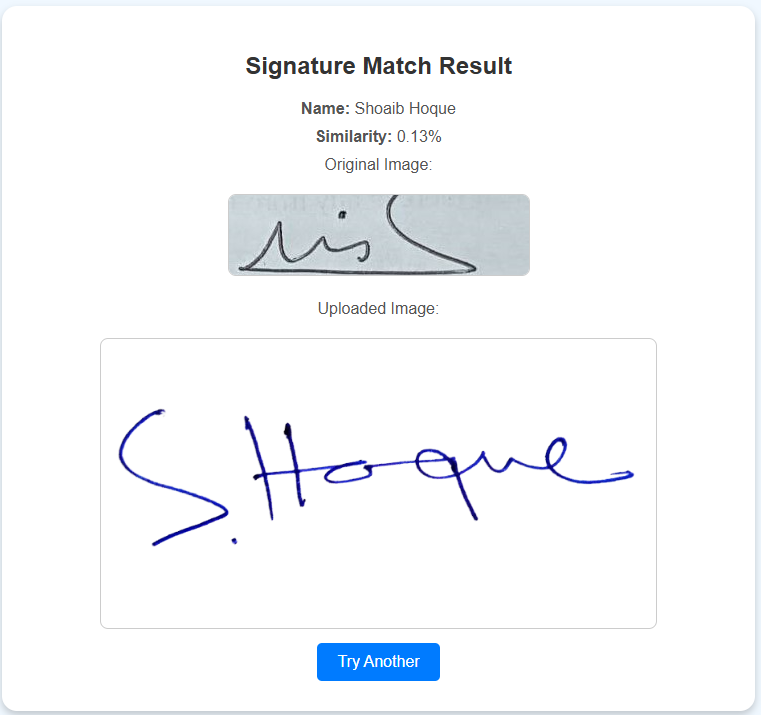 Signature Match Result
Name: Shoaib Hoque
Similarity: 0.13%
Original Image:
Uploaded Image:
S. Hoque
Try Another